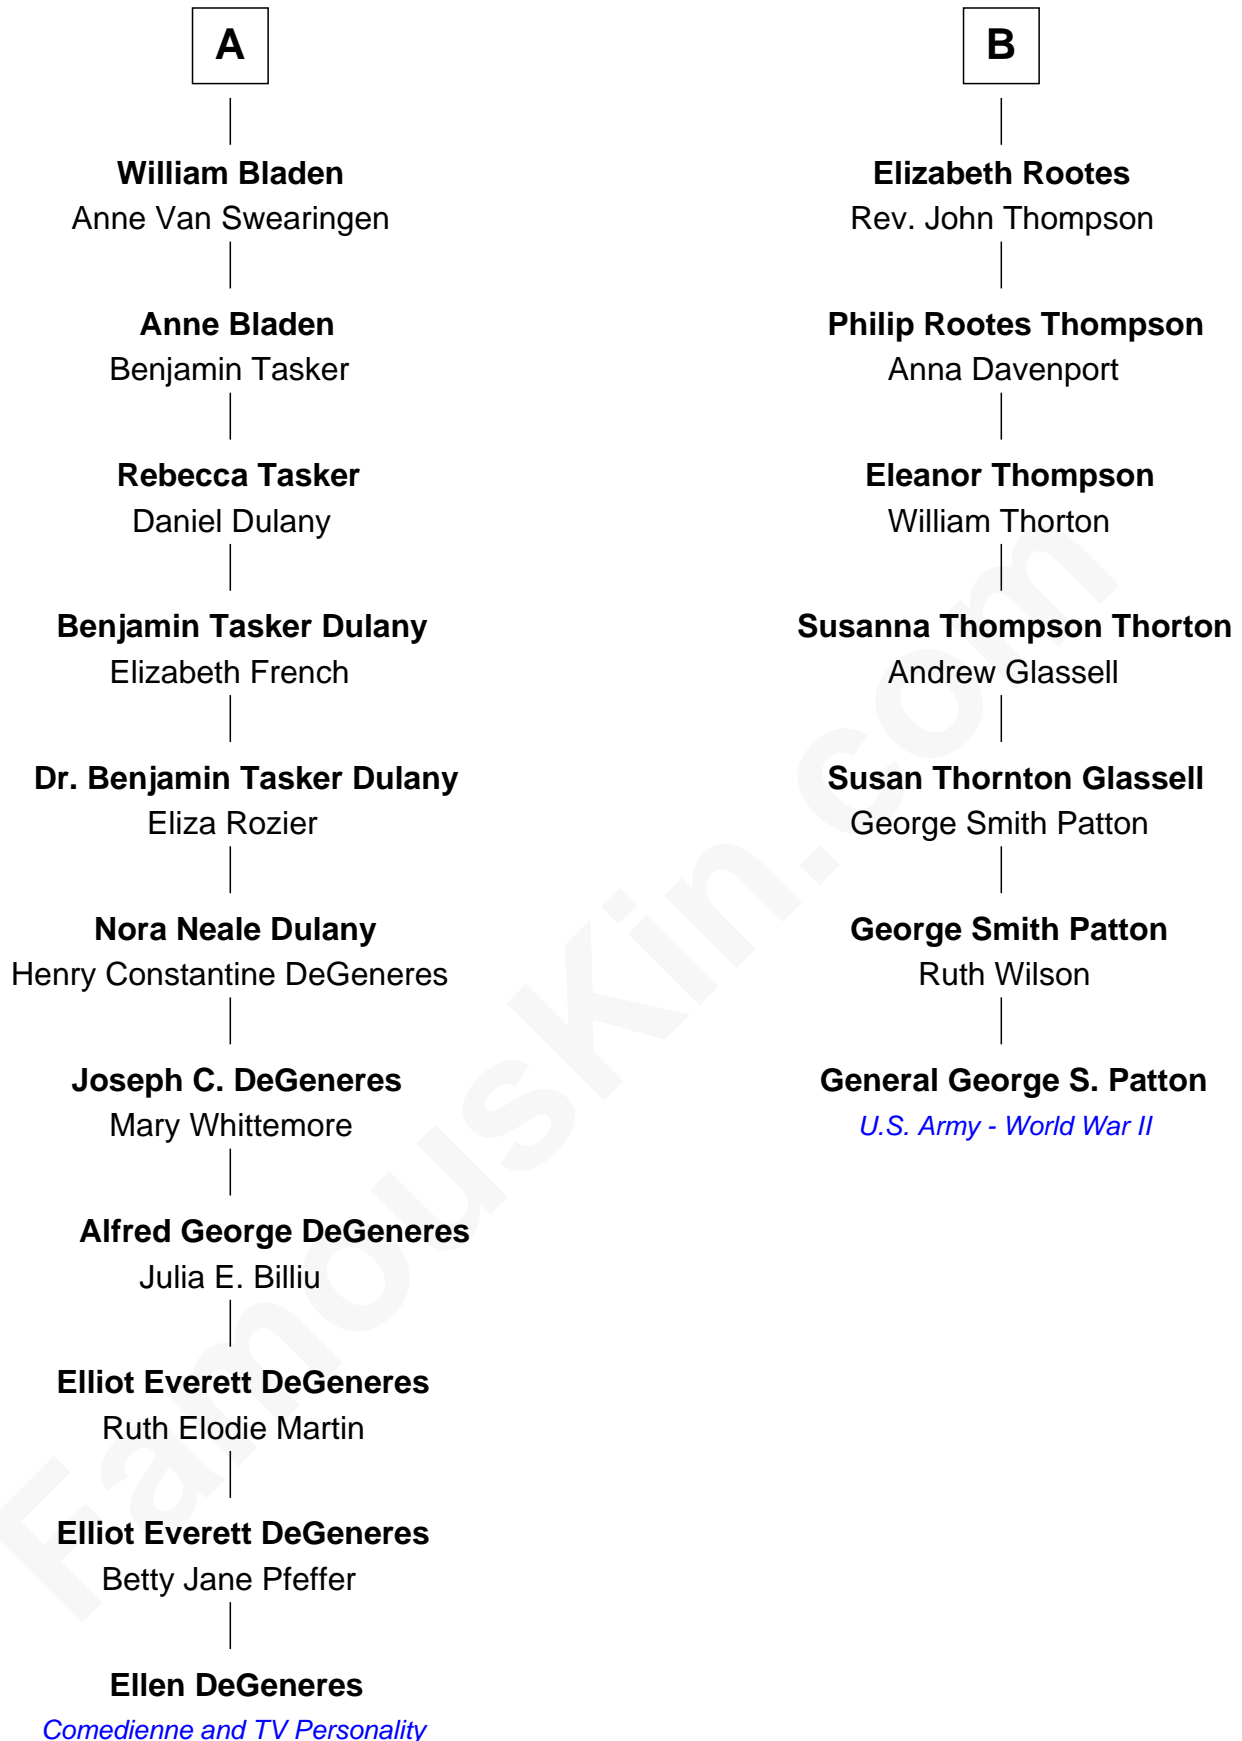 A
William Bladen
Anne Van Swearingen
Anne Bladen
Benjamin Tasker
Rebecca Tasker
Daniel Dulany
Benjamin Tasker Dulany
Elizabeth French
Dr. Benjamin Tasker Dulany
Eliza Rozier
Nora Neale Dulany
Henry Constantine DeGeneres
Joseph C. DeGeneres
Mary Whittemore
Alfred George DeGeneres
Julia E. Billiu
Elliot Everett DeGeneres
Ruth Elodie Martin
Elliot Everett DeGeneres
Betty Jane Pfeffer
Ellen DeGeneres
Comedienne and TV Personality
B
Elizabeth Rootes
Rev. John Thompson
Philip Rootes Thompson
Anna Davenport
Eleanor Thompson
William Thorton
Susanna Thompson Thorton
Andrew Glassell
Susan Thornton Glassell
George Smith Patton
George Smith Patton
Ruth Wilson
General George S. Patton
U.S. Army - World War II
FamousKin.com